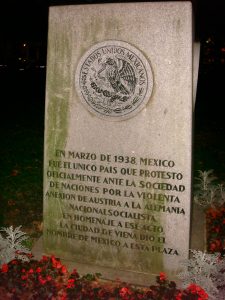 ESTADOS UNIDOS MEXICANOS
EN MARZO DE 1938, MEXICO
FUE EL UNICO PAIS QUE PROTESTO
OFICIALMENTE ANTE LA SOCIEDAD
DE NACIONES POR LA VIOLENTA
ANEXION DE AUSTRIA A LA ALEMANIA
NACIONALSOCIALISTA.
EN HOMENAJE A ESE ACTO,
LA CIUDAD DE VIENA DIO EL
NOMBRE DE MEXICO A ESTA PLAZA